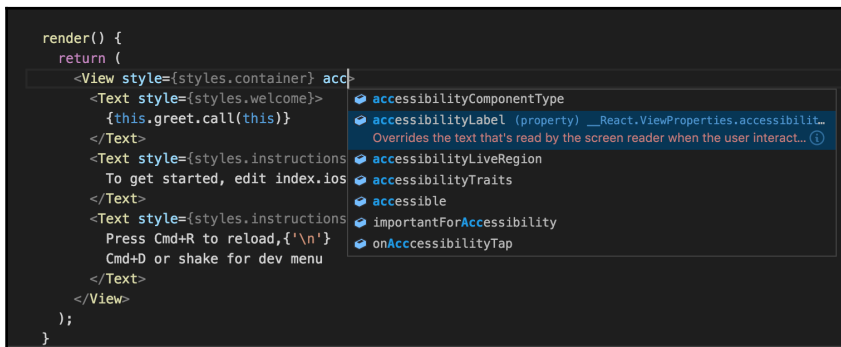 render() {
return (
<View style={styles.container} acc>
<Text style={styles.welcome}>
{this.greet.call(this)}
</Text>
<Text style={styles.instructions
To get started, edit index.ios
</Text>
<Text style={styles.instructions
Press Cmd+R to reload,{'\n'}
Cmd+D or shake for dev menu
</Text>
</View>
);
}
accessibilityComponentType
accessibilityLabel (property) __React.ViewProperties.accessibilit…
Overrides the text that's read by the screen reader when the user interact…
accessibilityLiveRegion
accessibilityTraits
accessible
importantForAccessibility
onAcccessibilityTap